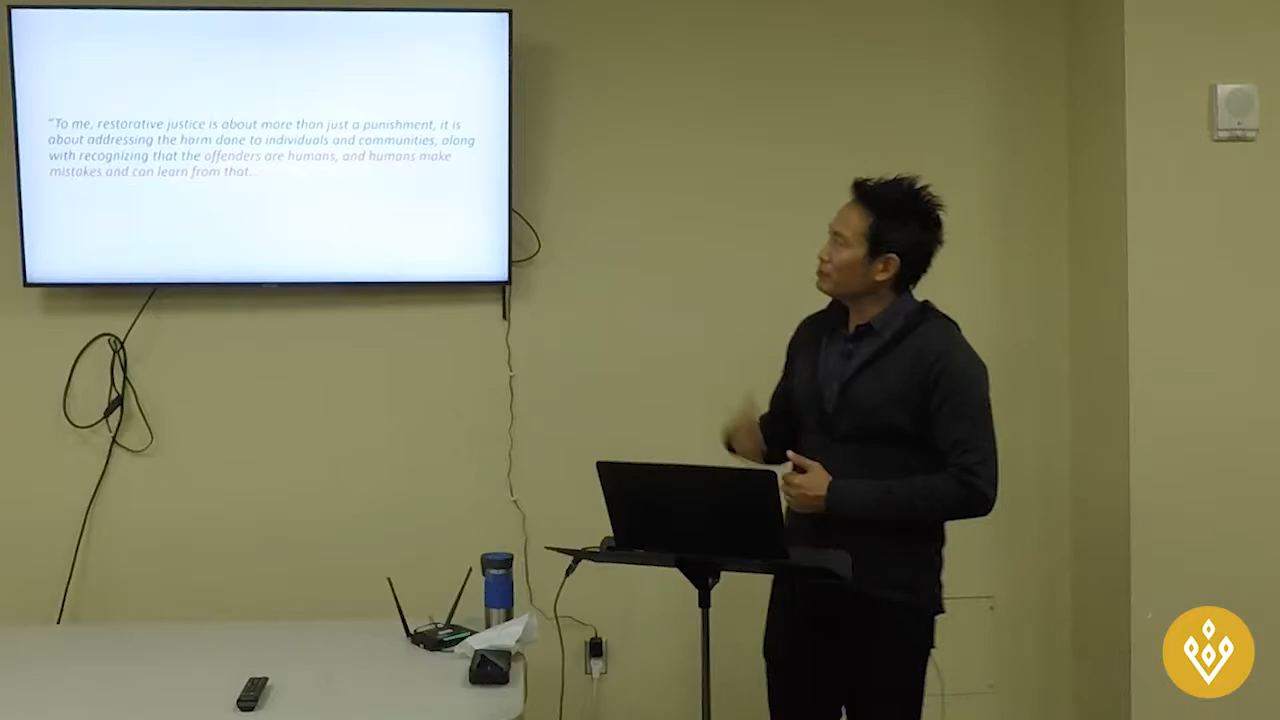 "To me, restorative justice is about more than just a punishment, it is
about addressing the harm done to individuals and communities, along
with recognizing that the offenders are humans, and humans make
mistakes and can learn from that...